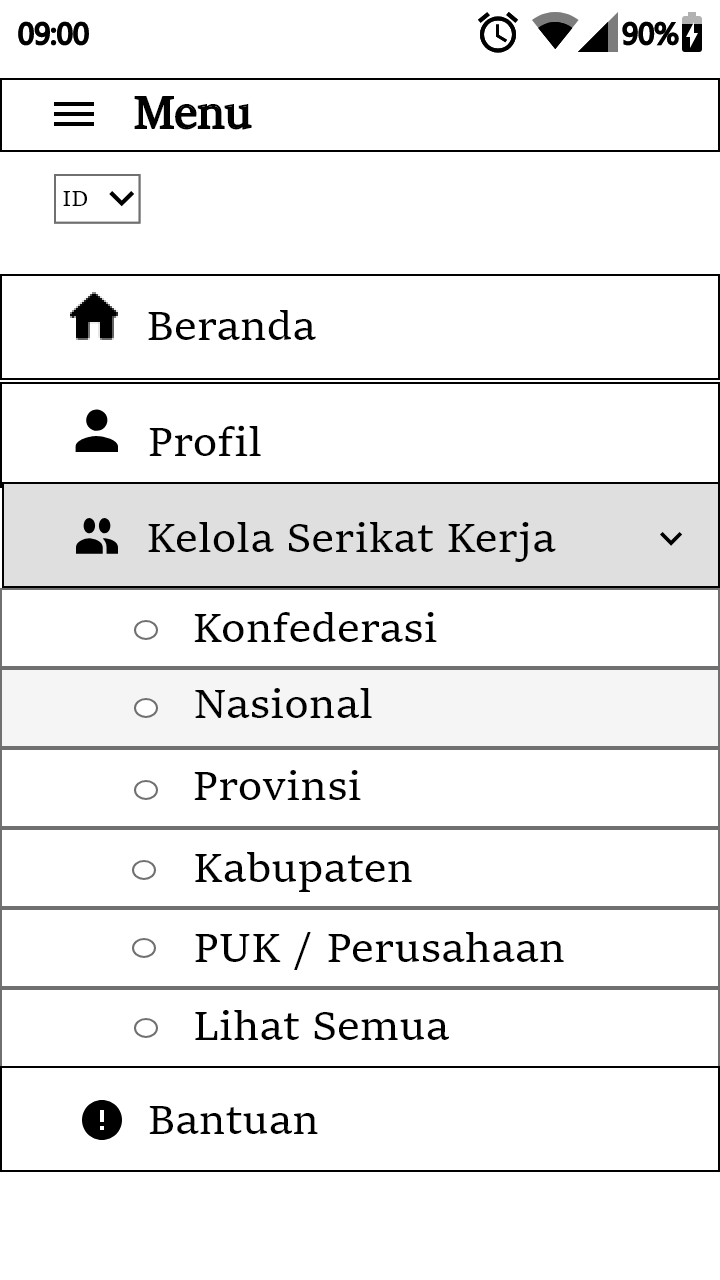 09:00 90%
Menu
ID
Beranda
Profil
Kelola Serikat Kerja
Konfederasi
Nasional
Provinsi
Kabupaten
PUK / Perusahaan
Lihat Semua
Bantuan